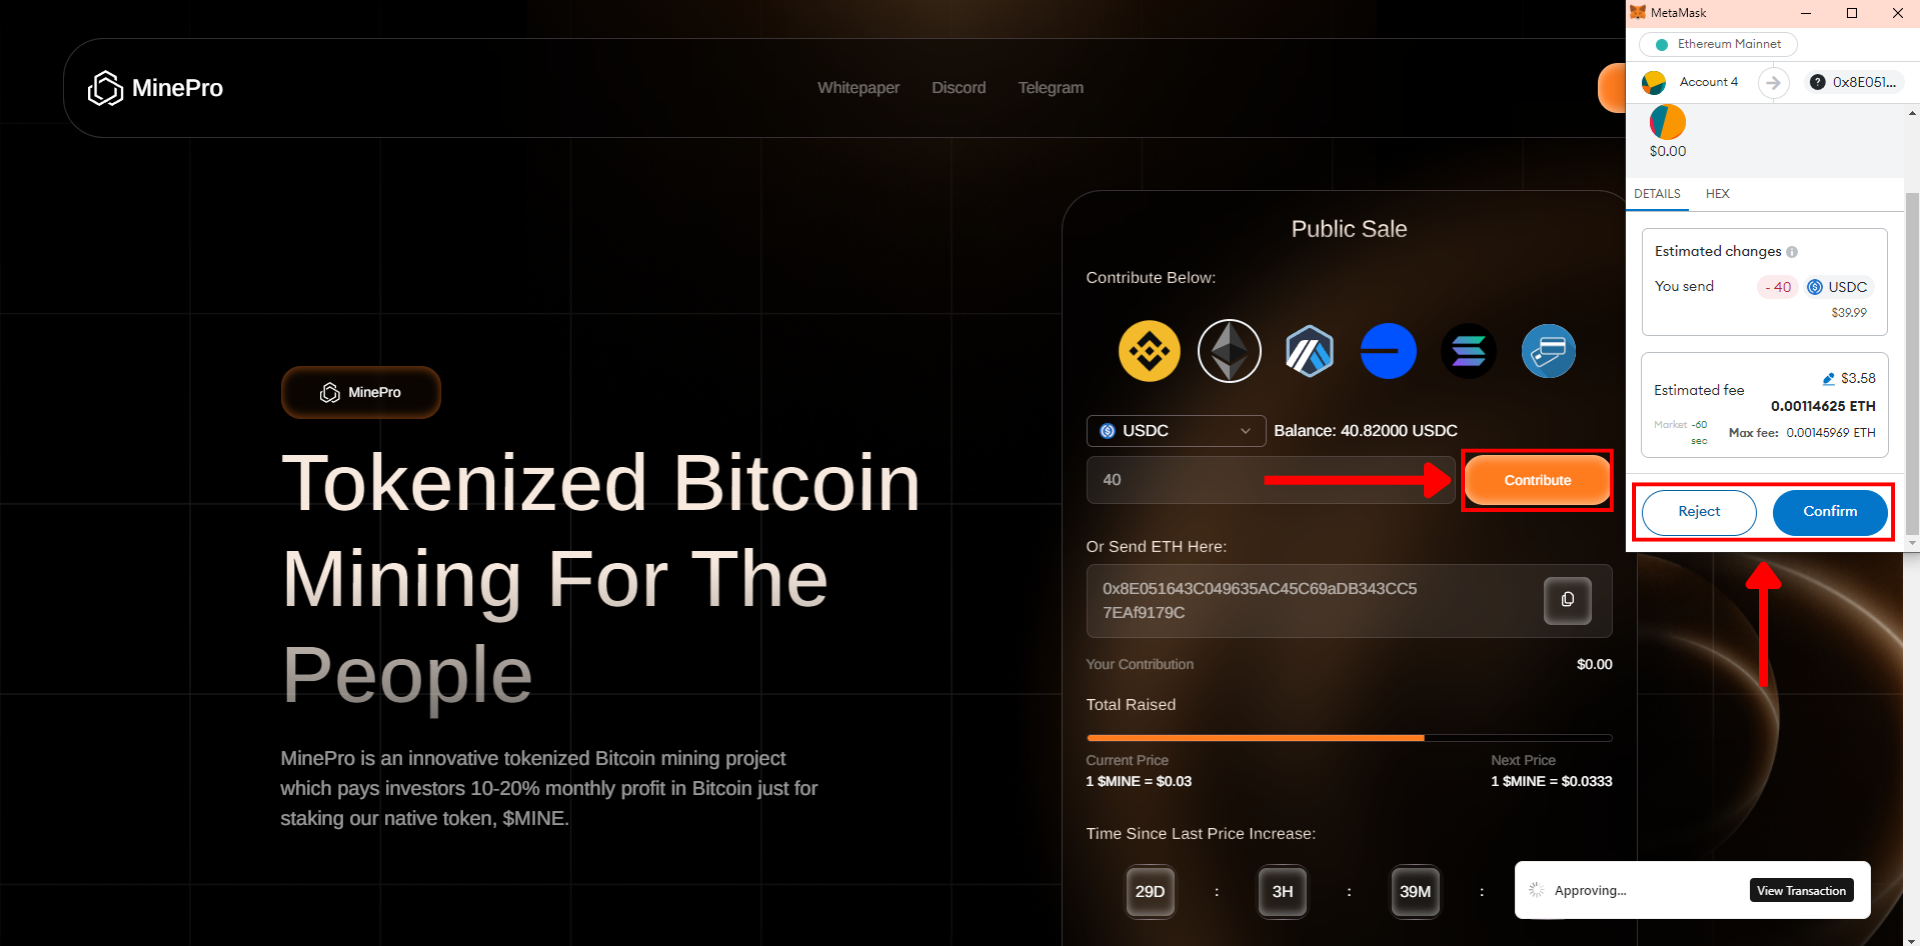 MinePro
Whitepaper
Discord
Telegram
MinePro
Tokenized Bitcoin
Mining For The
People
MinePro is an innovative tokenized Bitcoin mining project
which pays investors 10-20% monthly profit in Bitcoin just for
staking our native token, $MINE.
Public Sale
Contribute Below:
USDC
Balance: 40.82000 USDC
40
Contribute
Or Send ETH Here:
0x8E051643C049635AC45C69aDB343CC5
7EAf9179C
Your Contribution
$0.00
Total Raised
Current Price
Next Price
1 $MINE = $0.03
1 $MINE = $0.0333
Time Since Last Price Increase:
29D
:
3H
:
39M
:
Approving...
View Transaction
MetaMask
Ethereum Mainnet
Account 4
? 0x8E051...
$0.00
DETAILS
HEX
Estimated changes
You send
- 40
USDC
$39.99
Estimated fee
$3.58
0.00114625 ETH
Market ~60
sec
Max fee: 0.00145969 ETH
Reject
Confirm